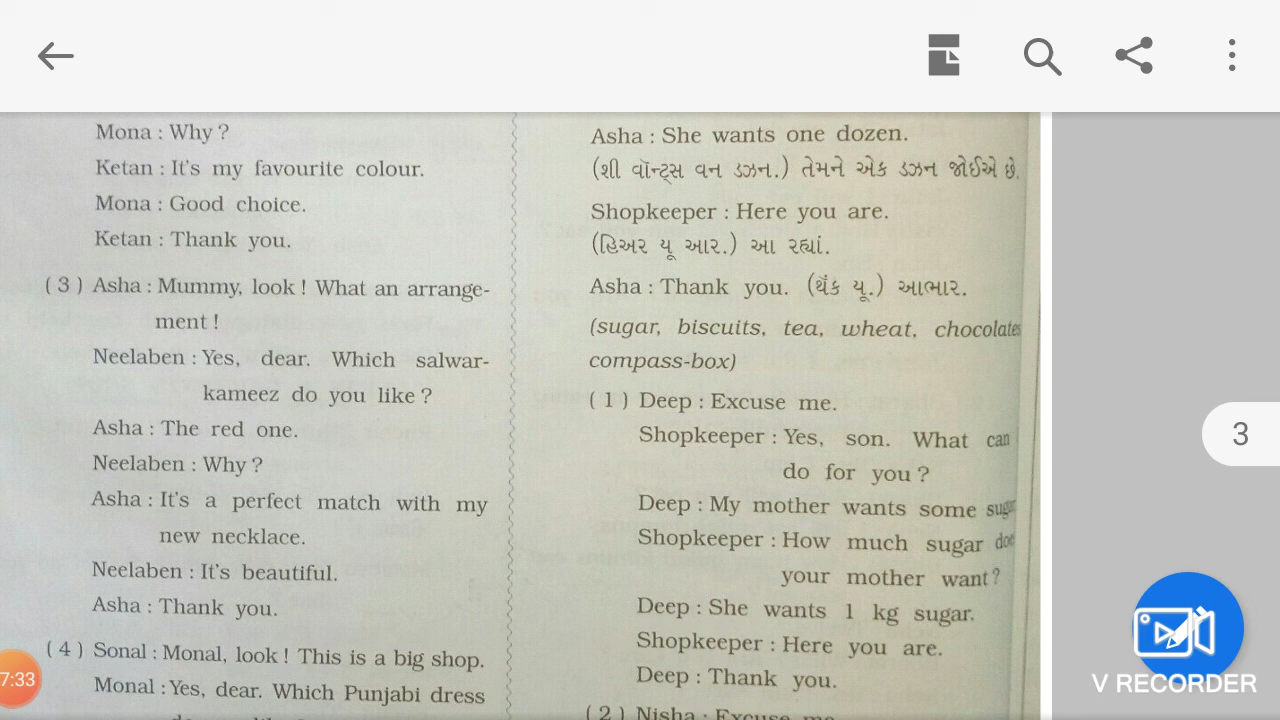 Mona : Why ?
Ketan : It's my favourite colour.
Mona : Good choice.
Ketan : Thank you.
( 3 ) Asha : Mummy, look ! What an arrange-
ment !
Neelaben : Yes, dear. Which salwar-
kameez do you like ?
Asha : The red one.
Neelaben : Why ?
Asha : It's a perfect match with my
new necklace.
Neelaben : It's beautiful.
Asha : Thank you.
( 4 ) Sonal : Monal, look ! This is a big shop.
Monal : Yes, dear. Which Punjabi dress
Asha : She wants one dozen.
(શી વૉન્ટ્સ વન ડઝન.) તેમને એક ડઝન જોઈએ છે.
Shopkeeper : Here you are.
(હિઅર યૂ આર.) આ રહ્યાં.
Asha : Thank you. (થૅંક યૂ.) આભાર.
(sugar, biscuits, tea, wheat, chocolates
compass-box)
( 1 ) Deep : Excuse me.
Shopkeeper : Yes, son. What can
do for you ?
Deep : My mother wants some sugar
Shopkeeper : How much sugar does
your mother want?
Deep : She wants 1 kg sugar.
Shopkeeper : Here you are.
Deep : Thank you.
( 2 ) Nisha : Excuse me
3
7:33
V RECORDER